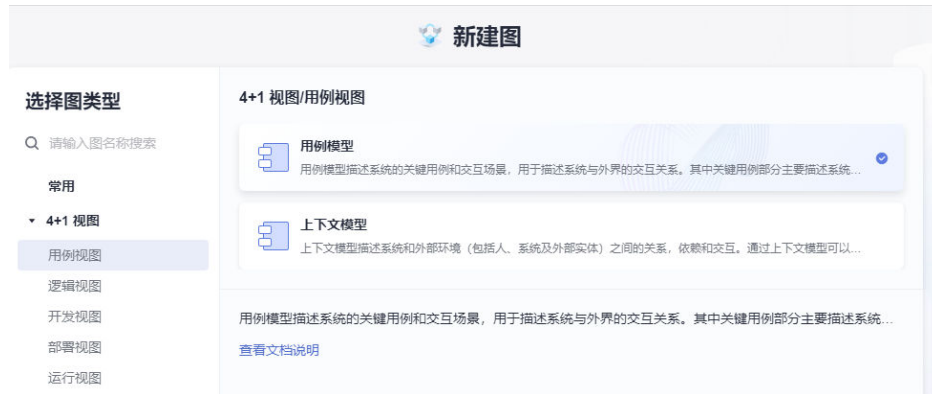 新建图
选择图类型
请输入图名称搜索
常用
4+1 视图
用例视图
逻辑视图
开发视图
部署视图
运行视图
4+1 视图/用例视图
用例模型
用例模型描述系统的关键用例和交互场景，用于描述系统与外界的交互关系。其中关键用例部分主要描述系统...
上下文模型
上下文模型描述系统和外部环境（包括人、系统及外部实体）之间的关系，依赖和交互。通过上下文模型可以...
用例模型描述系统的关键用例和交互场景，用于描述系统与外界的交互关系。其中关键用例部分主要描述系统...
查看文档说明